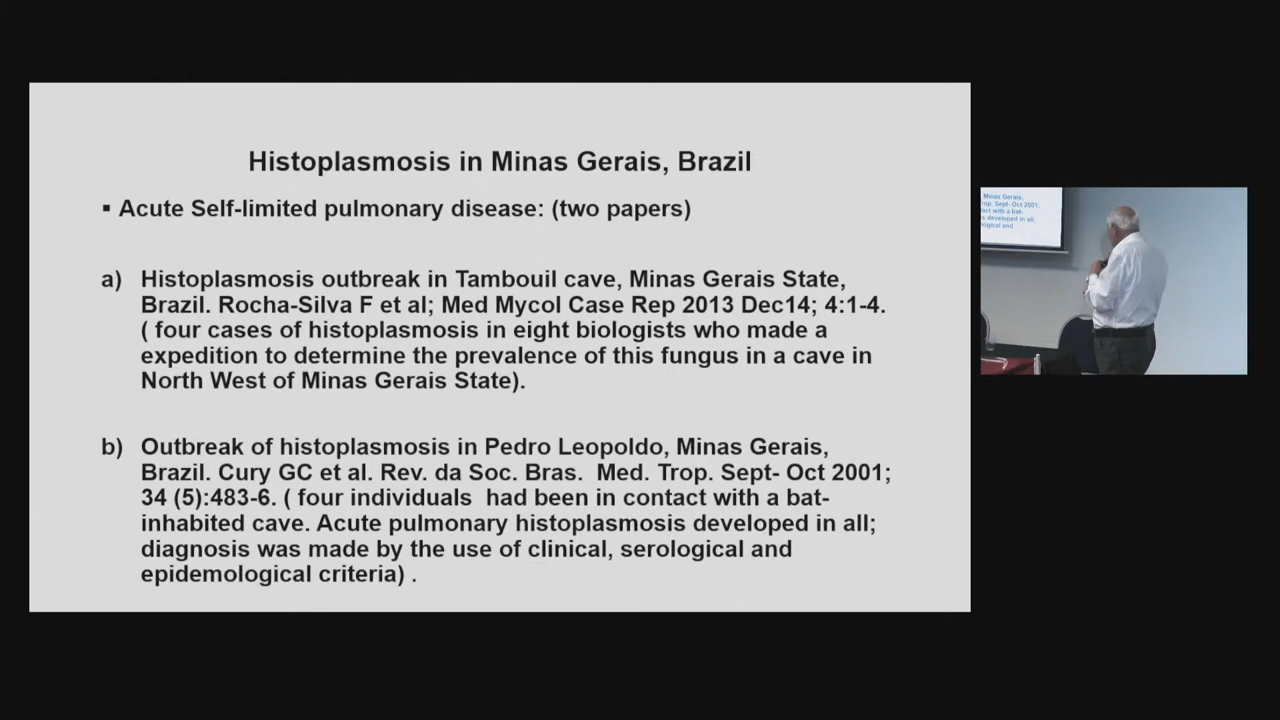 Histoplasmosis in Minas Gerais, Brazil
▪ Acute Self-limiied pulmonary disease: (two papers)
a) Histoplasmosis outbreak in Tambouil cave, Minas Gerais State,
Brazil. Rocha-Silva F et al; Med Mycol Case Rep 2013 Dec14; 4:1-4.
( four cases of histoplasmosis in eight biologists who made a
expedition to determine the prevalence of this fungus in a cave in
North West of Minas Gerais State).
b) Outbreak of histoplasmosis in Pedro Leopoldo, Minas Gerais,
Brazil. Cury GC et al. Rev. da Soc. Bras. Med. Trop. Sept- Oct 2001;
34 (5):483-6. ( four individuals had been in contact with a bat-
inhabited cave. Acute pulmonary histoplasmosis developed in all;
diagnosis was made by the use of clinical, serological and
epidemological criteria) .
Minas Gerais,
Sept- Oct 2001;
with a bat-
developed in all;
and